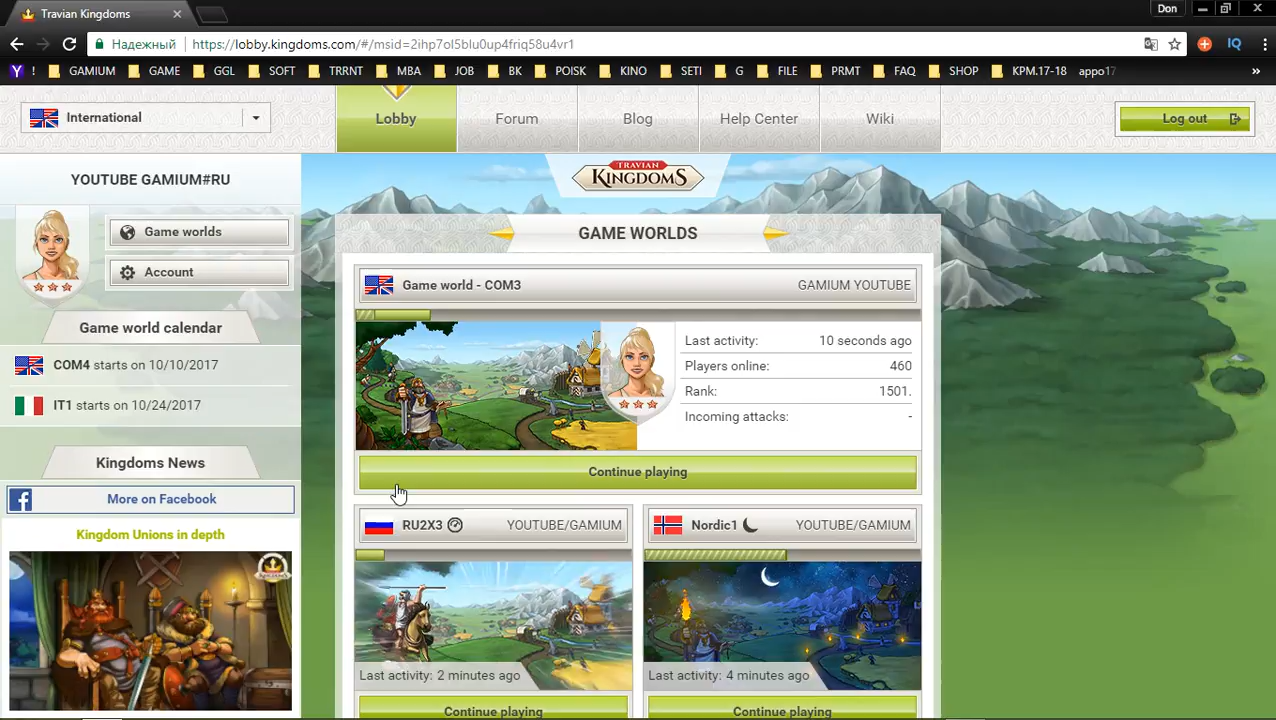 Travian Kingdoms
Don
Надежный
https://lobby.kingdoms.com/#/msid=2ihp7ol5blu0up4friq58u4vr1
IQ
! GAMIUM GAME GGL SOFT TRRNT MBA JOB BK POISK KINO SETI G FILE PRMT FAQ SHOP KPM.17-18 appo17 »
International
Lobby
Forum
Blog
Help Center
Wiki
Log out
YOUTUBE GAMIUM#RU
Game worlds
Account
Game world calendar
COM4 starts on 10/10/2017
IT1 starts on 10/24/2017
Kingdoms News
More on Facebook
Kingdom Unions in depth
TRAVIAN
KINGDOMS
GAME WORLDS
Game world - COM3 GAMIUM YOUTUBE
Last activity: 10 seconds ago
Players online: 460
Rank: 1501.
Incoming attacks: -
Continue playing
RU2X3 YOUTUBE/GAMIUM
Last activity: 2 minutes ago
Continue playing
Nordic1 YOUTUBE/GAMIUM
Last activity: 4 minutes ago
Continue playing